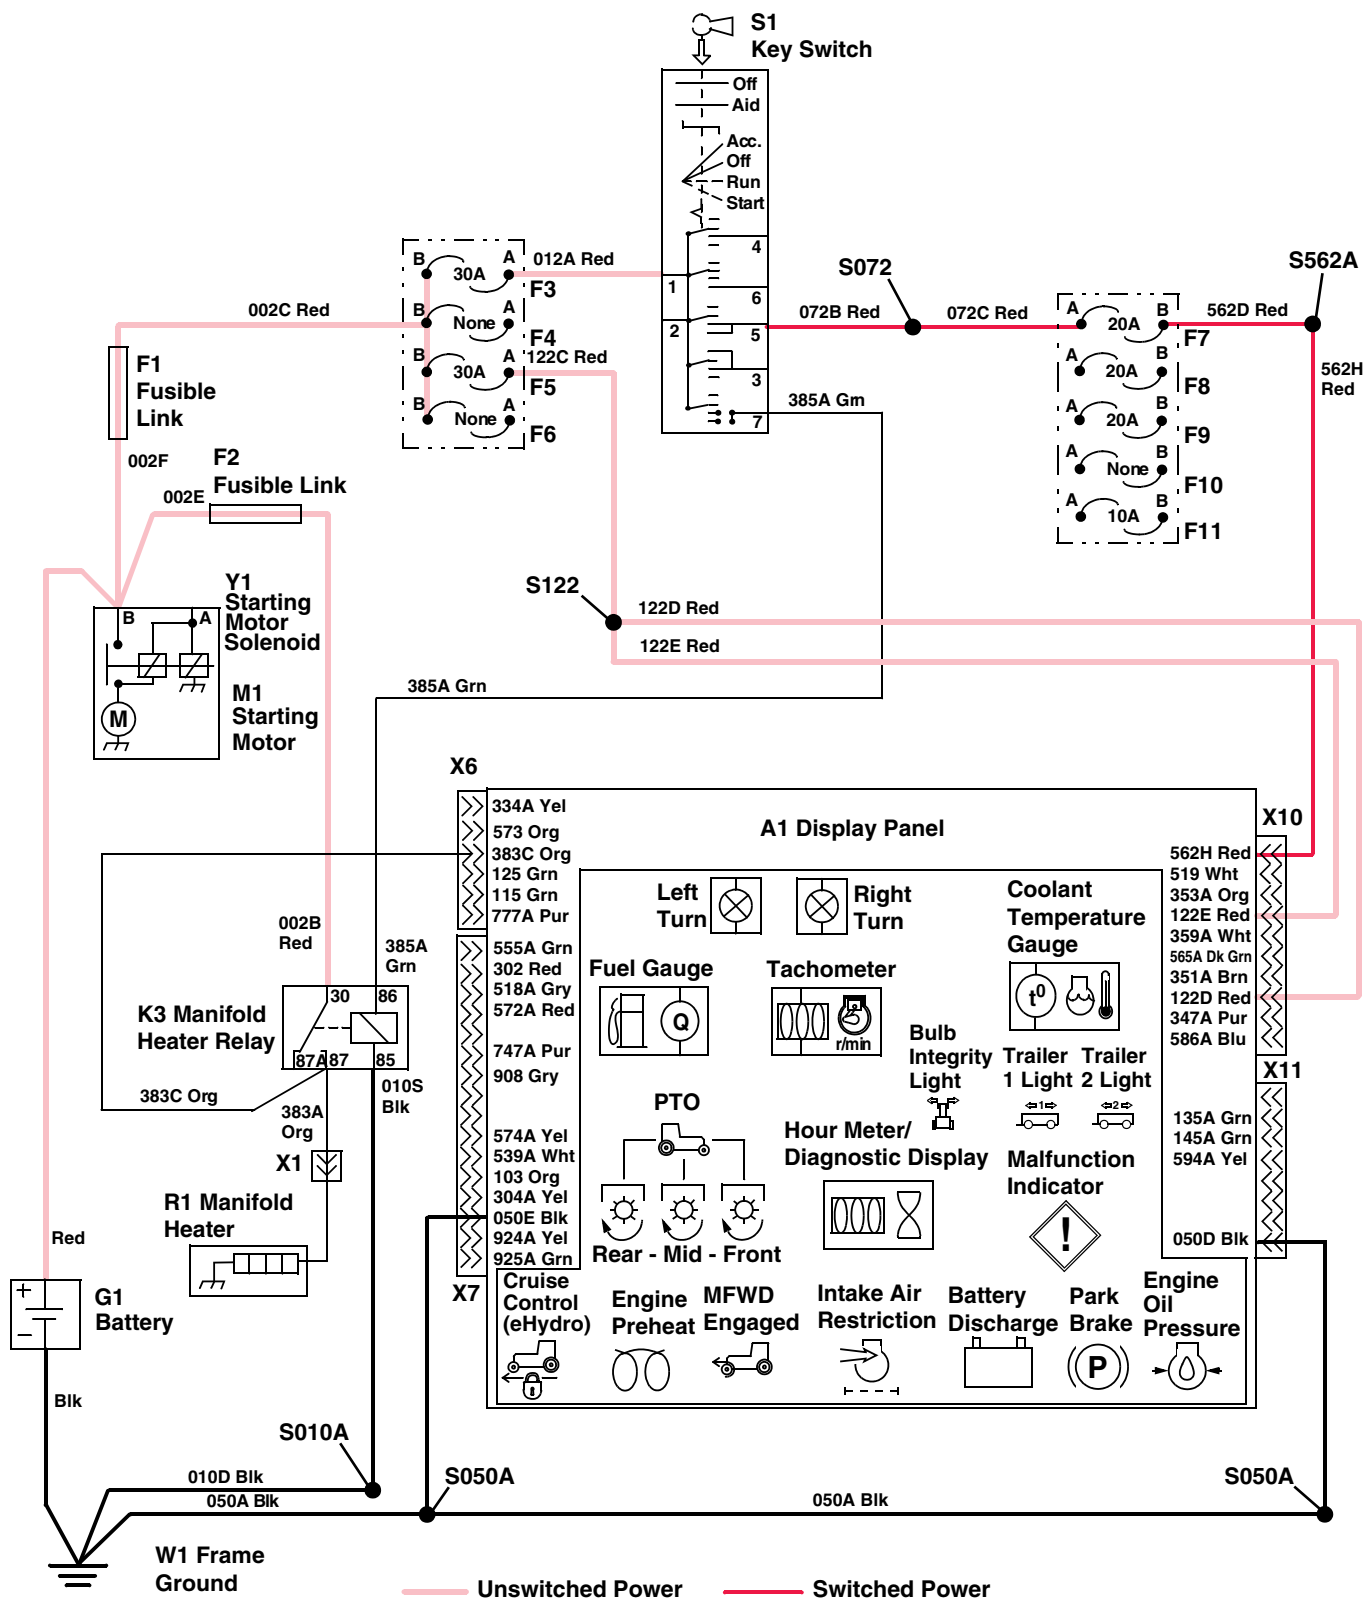 S1
Key Switch
Off
Aid
Acc.
Off
Run
Start
4
1
6
2
5
3
7
B
30A
A
012A Red
F3
B
None
A
F4
B
30A
A
122C Red
F5
B
None
A
F6
002C Red
F1
Fusible
Link
002F
F2
Fusible Link
002E
S072
072B Red
072C Red
S562A
A
20A
B
562D Red
F7
A
20A
B
F8
A
20A
B
F9
A
None
B
F10
A
10A
B
F11
562H
Red
385A Grn
S122
122D Red
122E Red
385A Grn
Y1
Starting
Motor
Solenoid
B
A
M
M1
Starting
Motor
X6
334A Yel
573 Org
383C Org
125 Grn
115 Grn
777A Pur
555A Grn
302 Red
518A Gry
572A Red
747A Pur
908 Gry
574A Yel
539A Wht
103 Org
304A Yel
050E Blk
924A Yel
925A Grn
X7
A1 Display Panel
X10
562H Red
519 Wht
353A Org
122E Red
359A Wht
565A Dk Grn
351A Brn
122D Red
347A Pur
586A Blu
X11
135A Grn
145A Grn
594A Yel
050D Blk
Left
Turn
Right
Turn
Coolant
Temperature
Gauge
t0
Fuel Gauge
Q
Tachometer
r/min
Bulb
Integrity
Light
Trailer
1 Light
1
Trailer
2 Light
2
PTO
Rear - Mid - Front
Hour Meter/
Diagnostic Display
Malfunction
Indicator
!
Cruise
Control
(eHydro)
Engine
Preheat
MFWD
Engaged
Intake Air
Restriction
Battery
Discharge
Park
Brake
P
Engine
Oil
Pressure
002B
Red
385A
Grn
K3 Manifold
Heater Relay
30
86
87A
87
85
383C Org
383A
Org
010S
Blk
X1
R1 Manifold
Heater
Red
+
−
G1
Battery
Blk
S010A
010D Blk
050A Blk
S050A
050A Blk
S050A
W1 Frame
Ground
Unswitched Power
Switched Power